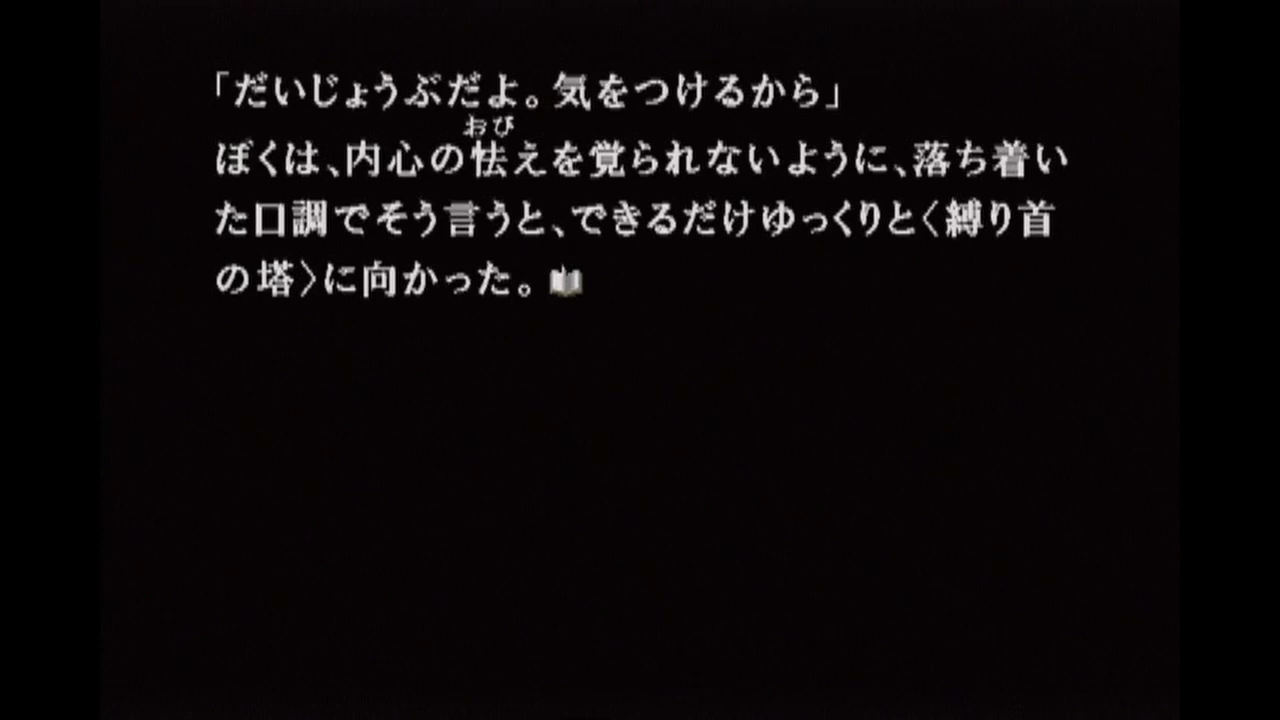 「だいじょうぶだよ。気をつけるから」
おび
ぼくは、内心の怯えを覚られないように、落ち着い
た口調でそう言うと、できるだけゆっくりと〈縛り首
の塔〉に向かった。